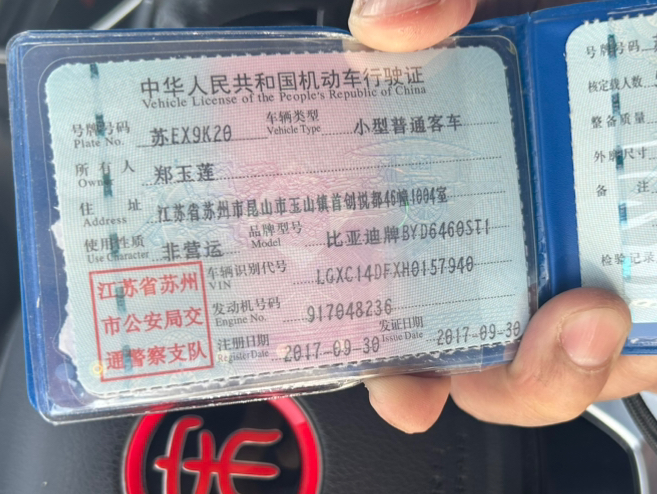 中华人民共和国机动车行驶证
Vehicle License of the People's Republic of China
号牌号码 苏EX9K20 车辆类型 小型普通客车
Plate No. Vehicle Type
所有人 郑玉莲
Owner
住址 江苏省苏州市昆山市玉山镇首创悦都46幢1004室
Address
使用性质 非营运 品牌型号 比亚迪牌BYD6460STI
Use Character Model
车辆识别代号 LGXC14DFXH0157940
VIN
发动机号码 917048236
Engine No.
注册日期 2017-09-30 发证日期 2017-09-30
Register Date Issue Date
江苏省苏州
市公安局交
通警察支队
号牌号码
核定载人数
整备质量
外廓尺寸
备注
检验记录